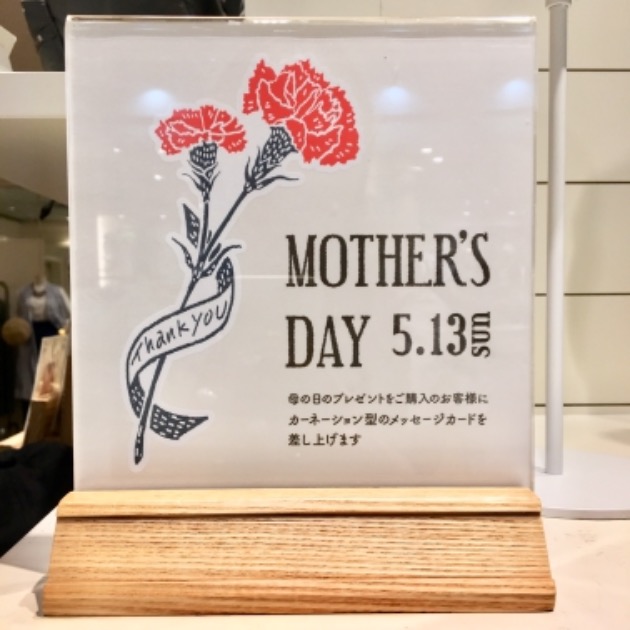 Thank YOU
MOTHER'S
DAY 5.13 SUN
母の日のプレゼントをご購入のお客様に
カーネーション型のメッセージカードを
差し上げます